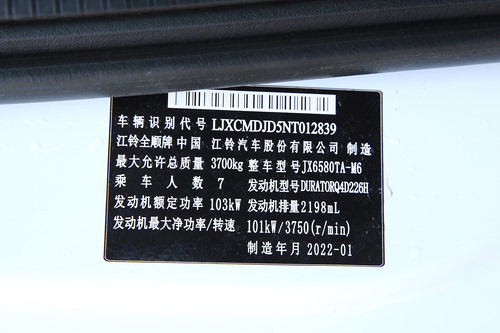 车辆识别代号 LJXCMDJD5NT012839
江铃全顺牌 中国 江铃汽车股份有限公司 制造
最大允许总质量 3700kg 整车型号 JX6580TA-M6
乘车人数 7 发动机型号 DURATORQ4D226H
发动机额定功率 103kW 发动机排量 2198mL
发动机最大净功率/转速 101kW/3750(r/min)
制造年月 2022-01